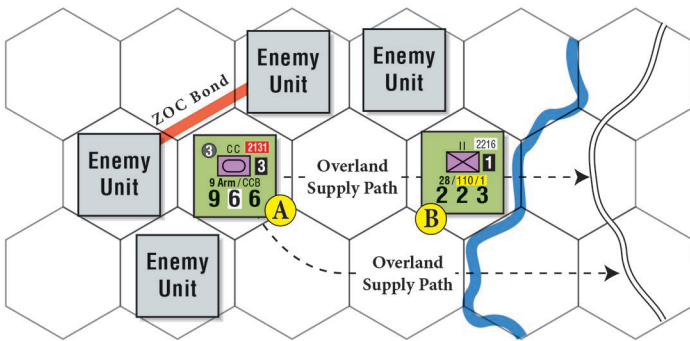 Enemy
Unit
Enemy
Unit
ZOC Bond
Enemy
Unit
3 CC 2131
3
9 Arm/CCB
9 6 6
A
Overland
Supply Path
II 2216
1
28/110/1
2 2 3
B
Enemy
Unit
Overland
Supply Path